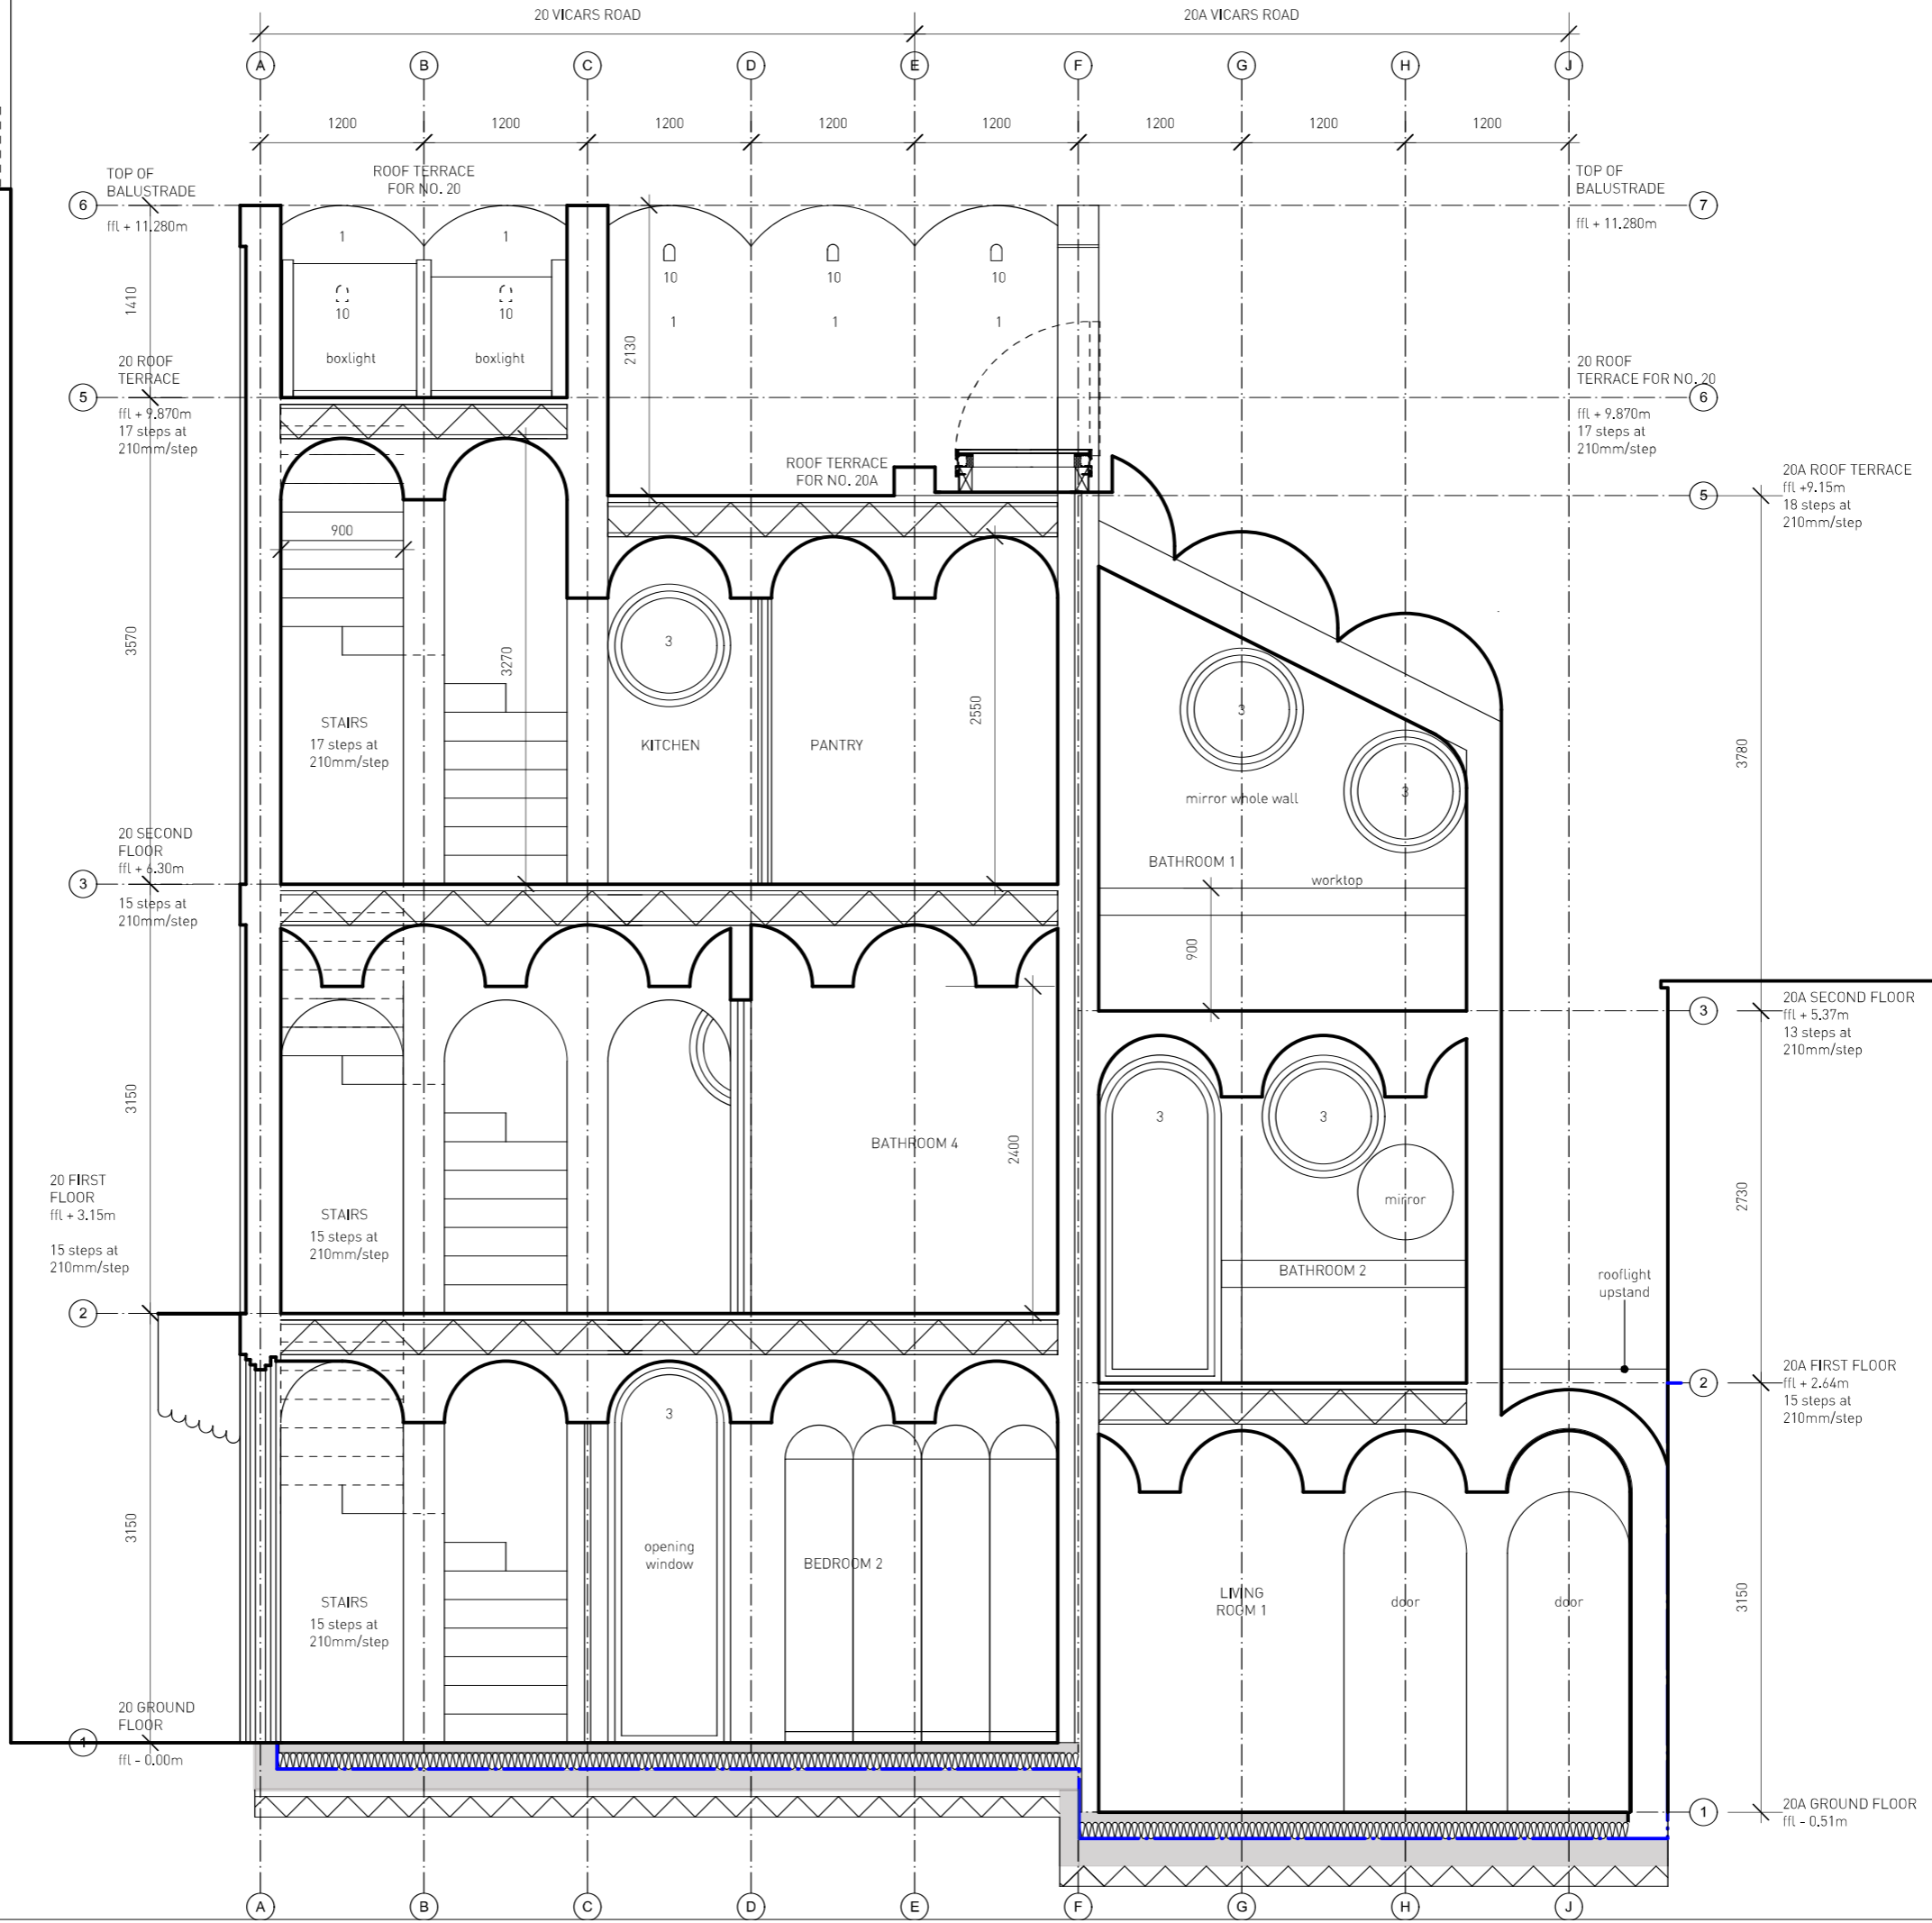 20 VICARS ROAD
20A VICARS ROAD
A
B
C
D
E
F
G
H
J
1200
1200
1200
1200
1200
1200
1200
1200
TOP OF
BALUSTRADE
ffl + 11.280m
6
ROOF TERRACE
FOR NO. 20
TOP OF
BALUSTRADE
ffl + 11.280m
7
1
1
10
10
boxlight
boxlight
10
10
10
1
1
1
1410
2130
20 ROOF
TERRACE
ffl + 9.870m
17 steps at
210mm/step
5
20 ROOF
TERRACE FOR NO. 20
ffl + 9.870m
17 steps at
210mm/step
6
ROOF TERRACE
FOR NO. 20A
20A ROOF TERRACE
ffl +9.15m
18 steps at
210mm/step
5
900
3570
3270
3
2550
STAIRS
17 steps at
210mm/step
KITCHEN
PANTRY
3
3
mirror whole wall
BATHROOM 1
worktop
900
3780
20 SECOND
FLOOR
ffl + 6.30m
15 steps at
210mm/step
3
20A SECOND FLOOR
ffl + 5.37m
13 steps at
210mm/step
3
3150
BATHROOM 4
2400
3
3
mirror
BATHROOM 2
2730
20 FIRST
FLOOR
ffl + 3.15m
15 steps at
210mm/step
2
STAIRS
15 steps at
210mm/step
rooflight
upstand
20A FIRST FLOOR
ffl + 2.64m
15 steps at
210mm/step
2
3
3150
opening
window
BEDROOM 2
STAIRS
15 steps at
210mm/step
LIVING
ROOM 1
door
door
3150
20 GROUND
FLOOR
ffl - 0.00m
1
20A GROUND FLOOR
ffl - 0.51m
1
A
B
C
D
E
F
G
H
J